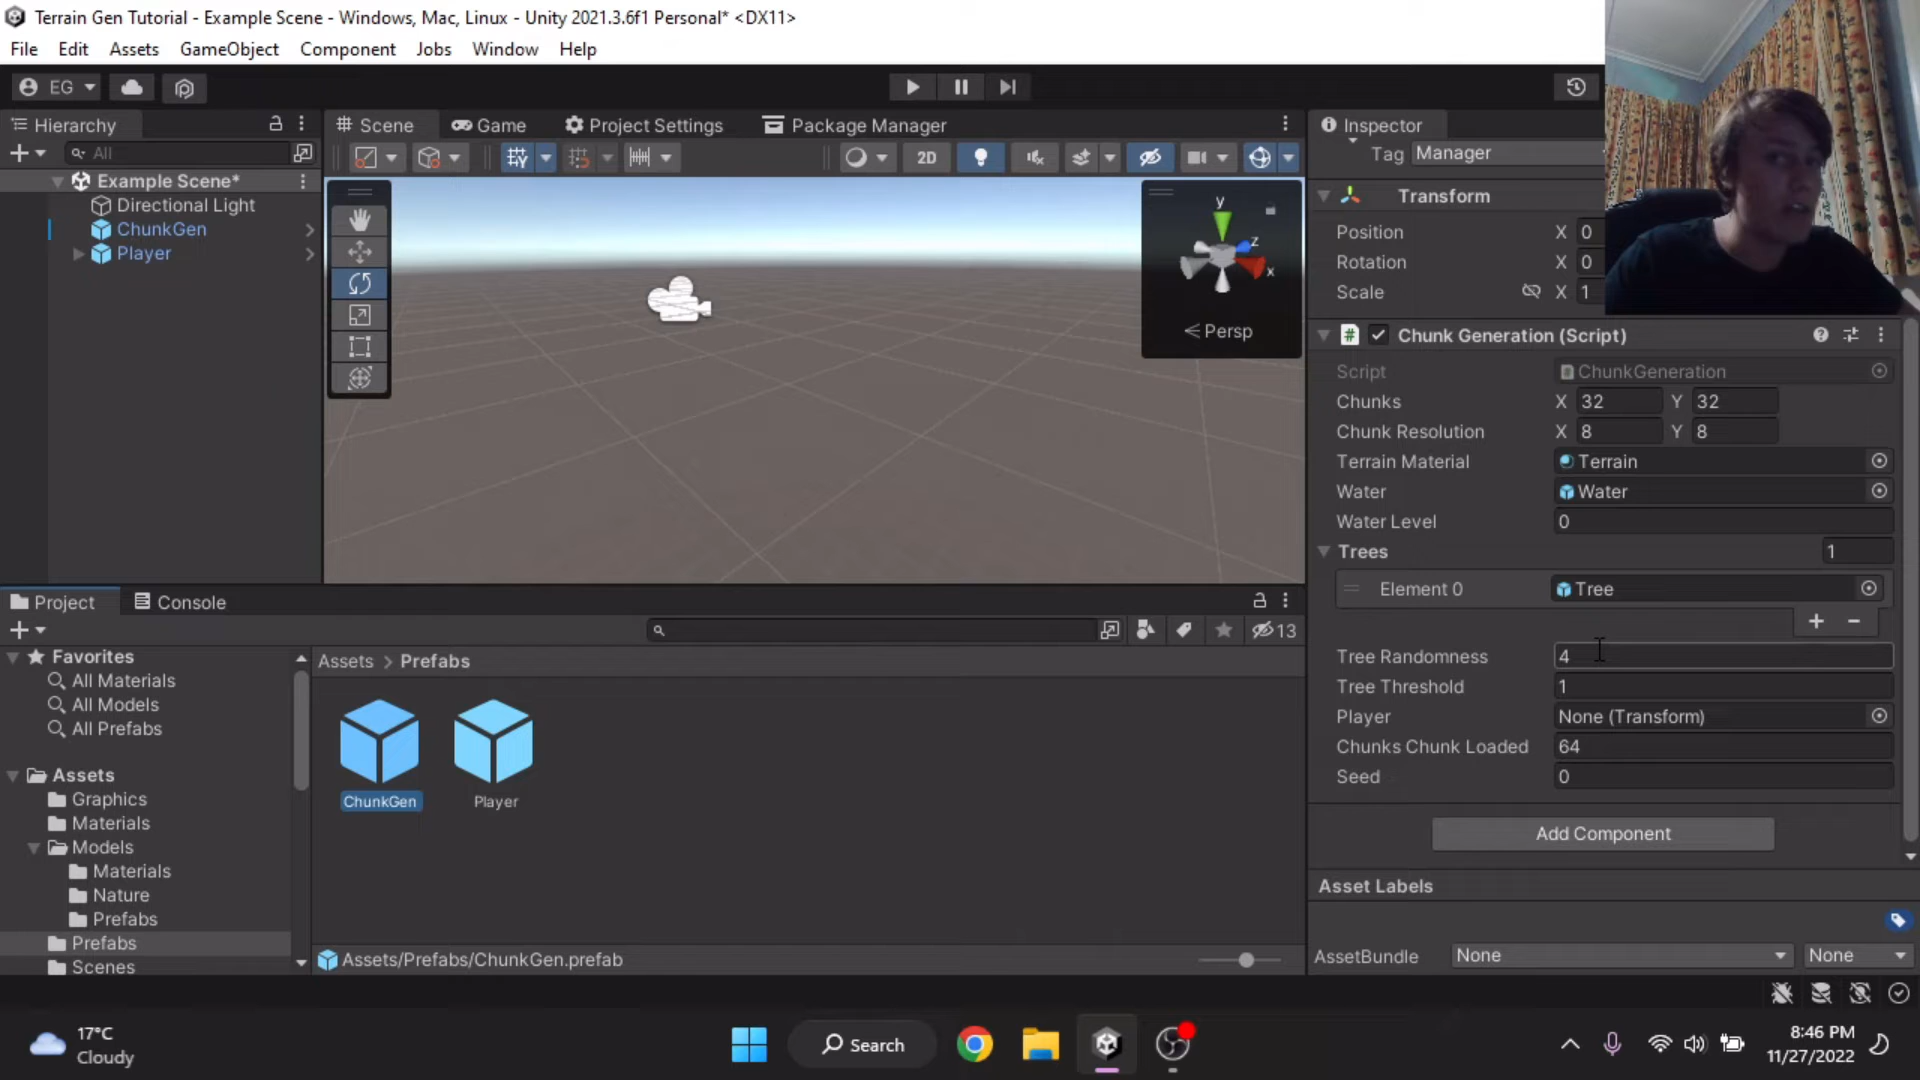 Terrain Gen Tutorial - Example Scene - Windows, Mac, Linux - Unity 2021.3.6f1 Personal* <DX11>
File Edit Assets GameObject Component Jobs Window Help
EG
Hierarchy
All
Example Scene*
Directional Light
ChunkGen
Player
Scene Game Project Settings Package Manager
2D
y
z
x
Persp
Inspector
Tag Manager
Transform
Position X 0
Rotation X 0
Scale X 1
Chunk Generation (Script)
Script ChunkGeneration
Chunks X 32 Y 32
Chunk Resolution X 8 Y 8
Terrain Material Terrain
Water Water
Water Level 0
Trees 1
Element 0 Tree
Tree Randomness 4
Tree Threshold 1
Player None (Transform)
Chunks Chunk Loaded 64
Seed 0
Add Component
Asset Labels
AssetBundle None None
Project Console
13
Favorites
All Materials
All Models
All Prefabs
Assets
Graphics
Materials
Models
Materials
Nature
Prefabs
Prefabs
Scenes
Assets > Prefabs
ChunkGen Player
Assets/Prefabs/ChunkGen.prefab
17°C
Cloudy
Search
8:46 PM
11/27/2022